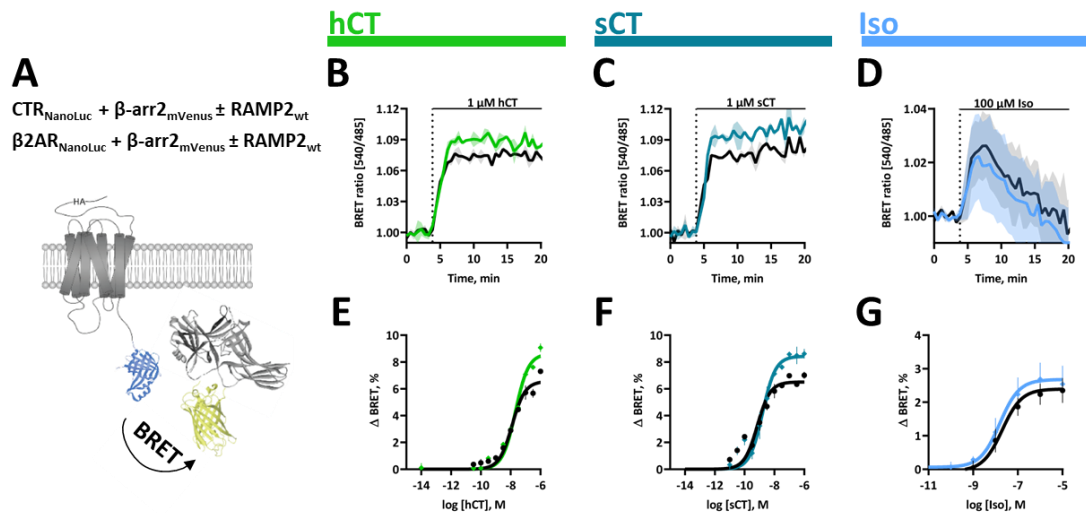 hCT
sCT
Iso
A
CTRNanoLuc + β-arr2mVenus ± RAMP2wt
β2ARNanoLuc + β-arr2mVenus ± RAMP2wt
HA
BRET
B
1 μM hCT
BRET ratio [540/485]
1.12
1.09
1.06
1.03
1.00
0
5
10
15
20
Time, min
C
1 μM sCT
BRET ratio [540/485]
1.12
1.09
1.06
1.03
1.00
0
5
10
15
20
Time, min
D
100 μM Iso
BRET ratio [540/485]
1.04
1.02
1.00
0
5
10
15
20
Time, min
E
Δ BRET, %
10
8
6
4
2
0
-14
-12
-10
-8
-6
log [hCT], M
F
Δ BRET, %
10
8
6
4
2
0
-14
-12
-10
-8
-6
log [sCT], M
G
Δ BRET, %
4
3
2
1
0
-11
-9
-7
-5
log [Iso], M